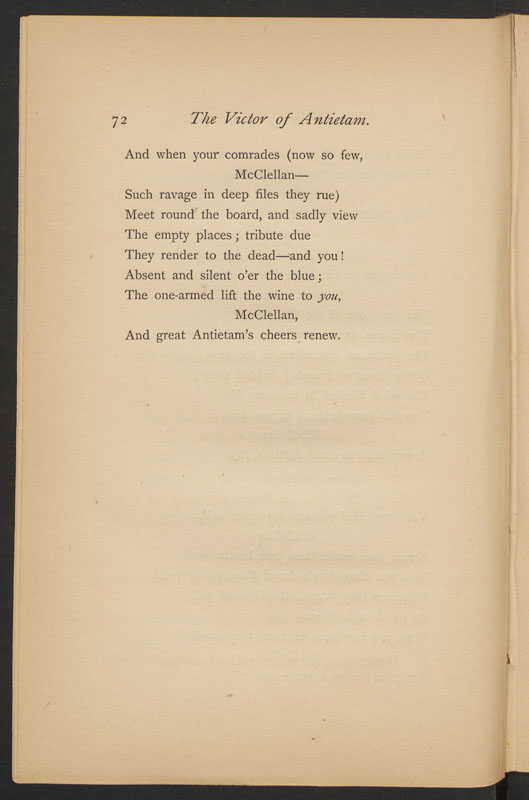 72 The Victor of Antietam.
And when your comrades (now so few,
McClellan—
Such ravage in deep files they rue)
Meet round the board, and sadly view
The empty places; tribute due
They render to the dead—and you!
Absent and silent o'er the blue;
The one-armed lift the wine to you,
McClellan,
And great Antietam's cheers renew.